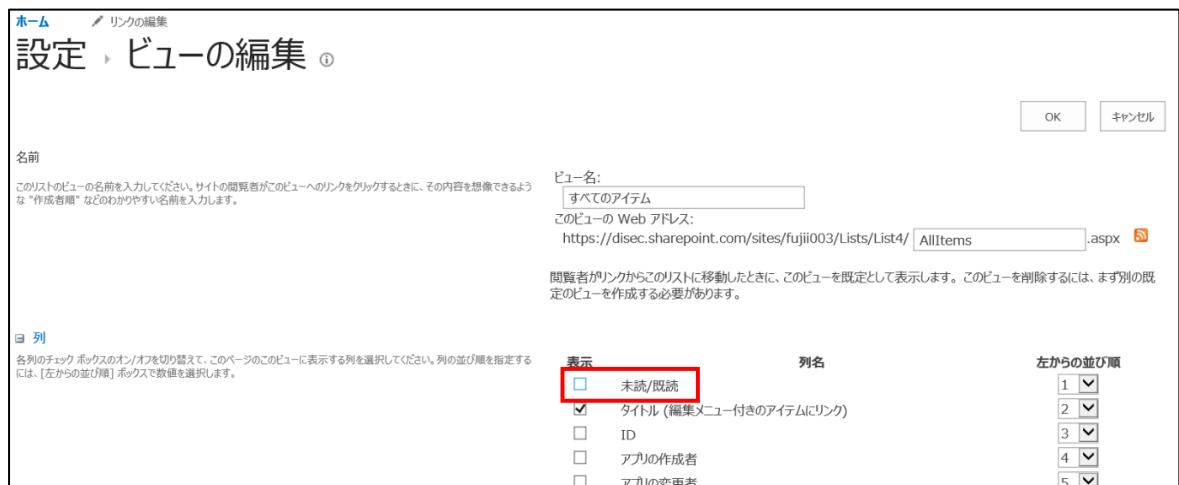 ホーム リンクの編集
設定 › ビューの編集
OK キャンセル
名前
このリストのビューの名前を入力してください。サイトの閲覧者がこのビューへのリンクをクリックするときに、その内容を想像できるよう
な "作成者順" などのわかりやすい名前を入力します。
ビュー名:
すべてのアイテム
このビューの Web アドレス:
https://disec.sharepoint.com/sites/fujii003/Lists/List4/ AllItems .aspx
閲覧者がリンクからこのリストに移動したときに、このビューを既定として表示します。このビューを削除するには、まず別の既
定のビューを作成する必要があります。
列
各列のチェック ボックスのオン/オフを切り替えて、このページのこのビューに表示する列を選択してください。列の並び順を指定する
には、[左からの並び順] ボックスで数値を選択します。
表示 列名 左からの並び順
未読/既読 1
タイトル (編集メニュー付きのアイテムにリンク) 2
ID 3
アプリの作成者 4
アプリの変更者 5